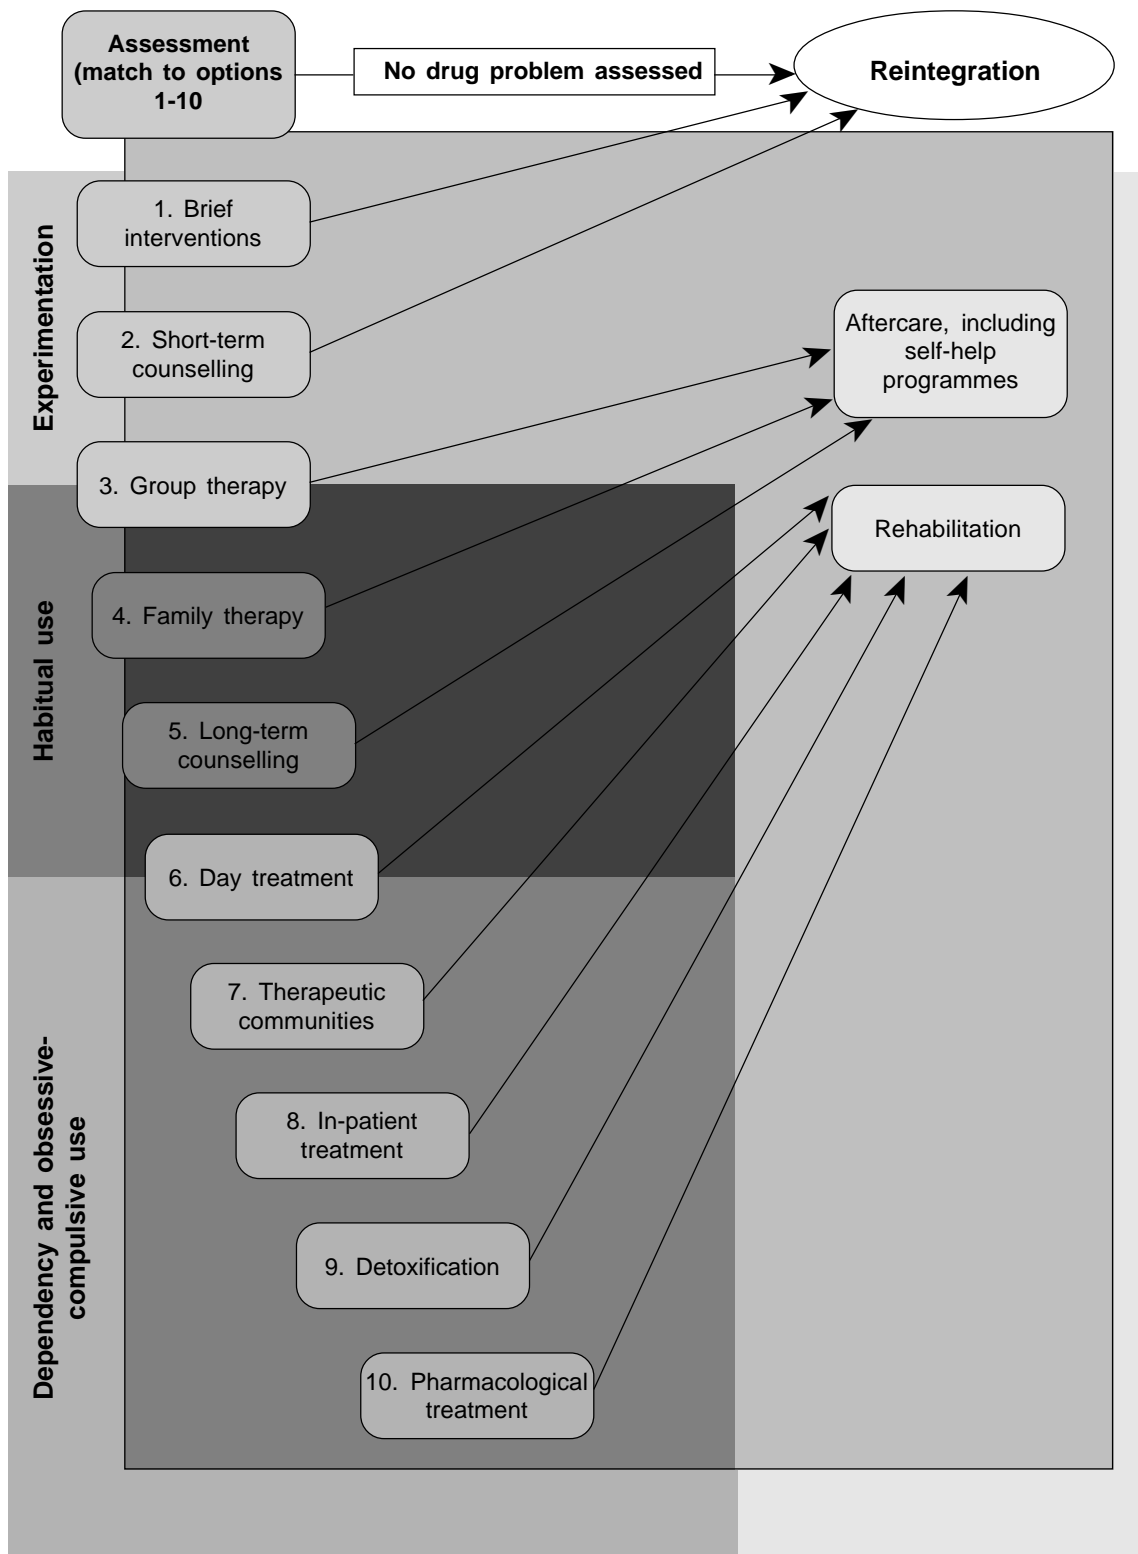 Assessment
(match to options
1-10
No drug problem assessed
Reintegration
Experimentation
1. Brief
interventions
2. Short-term
counselling
Aftercare, including
self-help
programmes
3. Group therapy
Rehabilitation
Habitual use
4. Family therapy
5. Long-term
counselling
6. Day treatment
Dependency and obsessive-
compulsive use
7. Therapeutic
communities
8. In-patient
treatment
9. Detoxification
10. Pharmacological
treatment